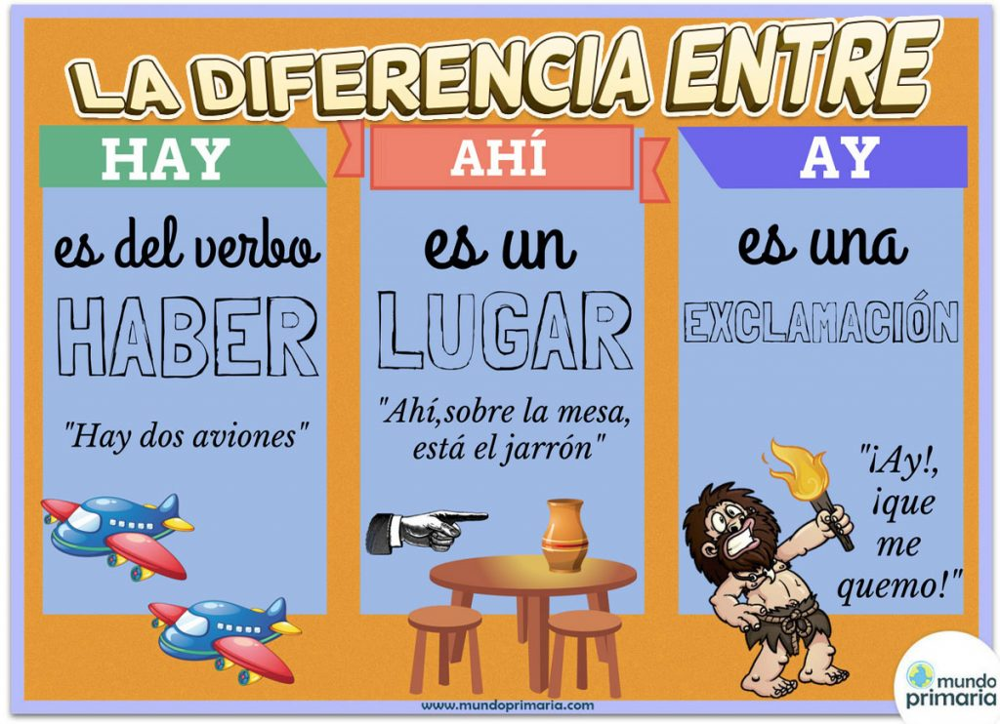 LA DIFERENCIA ENTRE
HAY
es del verbo
HABER
"Hay dos aviones"
AHÍ
es un
LUGAR
"Ahí,sobre la mesa,
está el jarrón"
AY
es una
EXCLAMACIÓN
"¡Ay!,
¡que
me
quemo!"
www.mundoprimaria.com
mundo
primaria